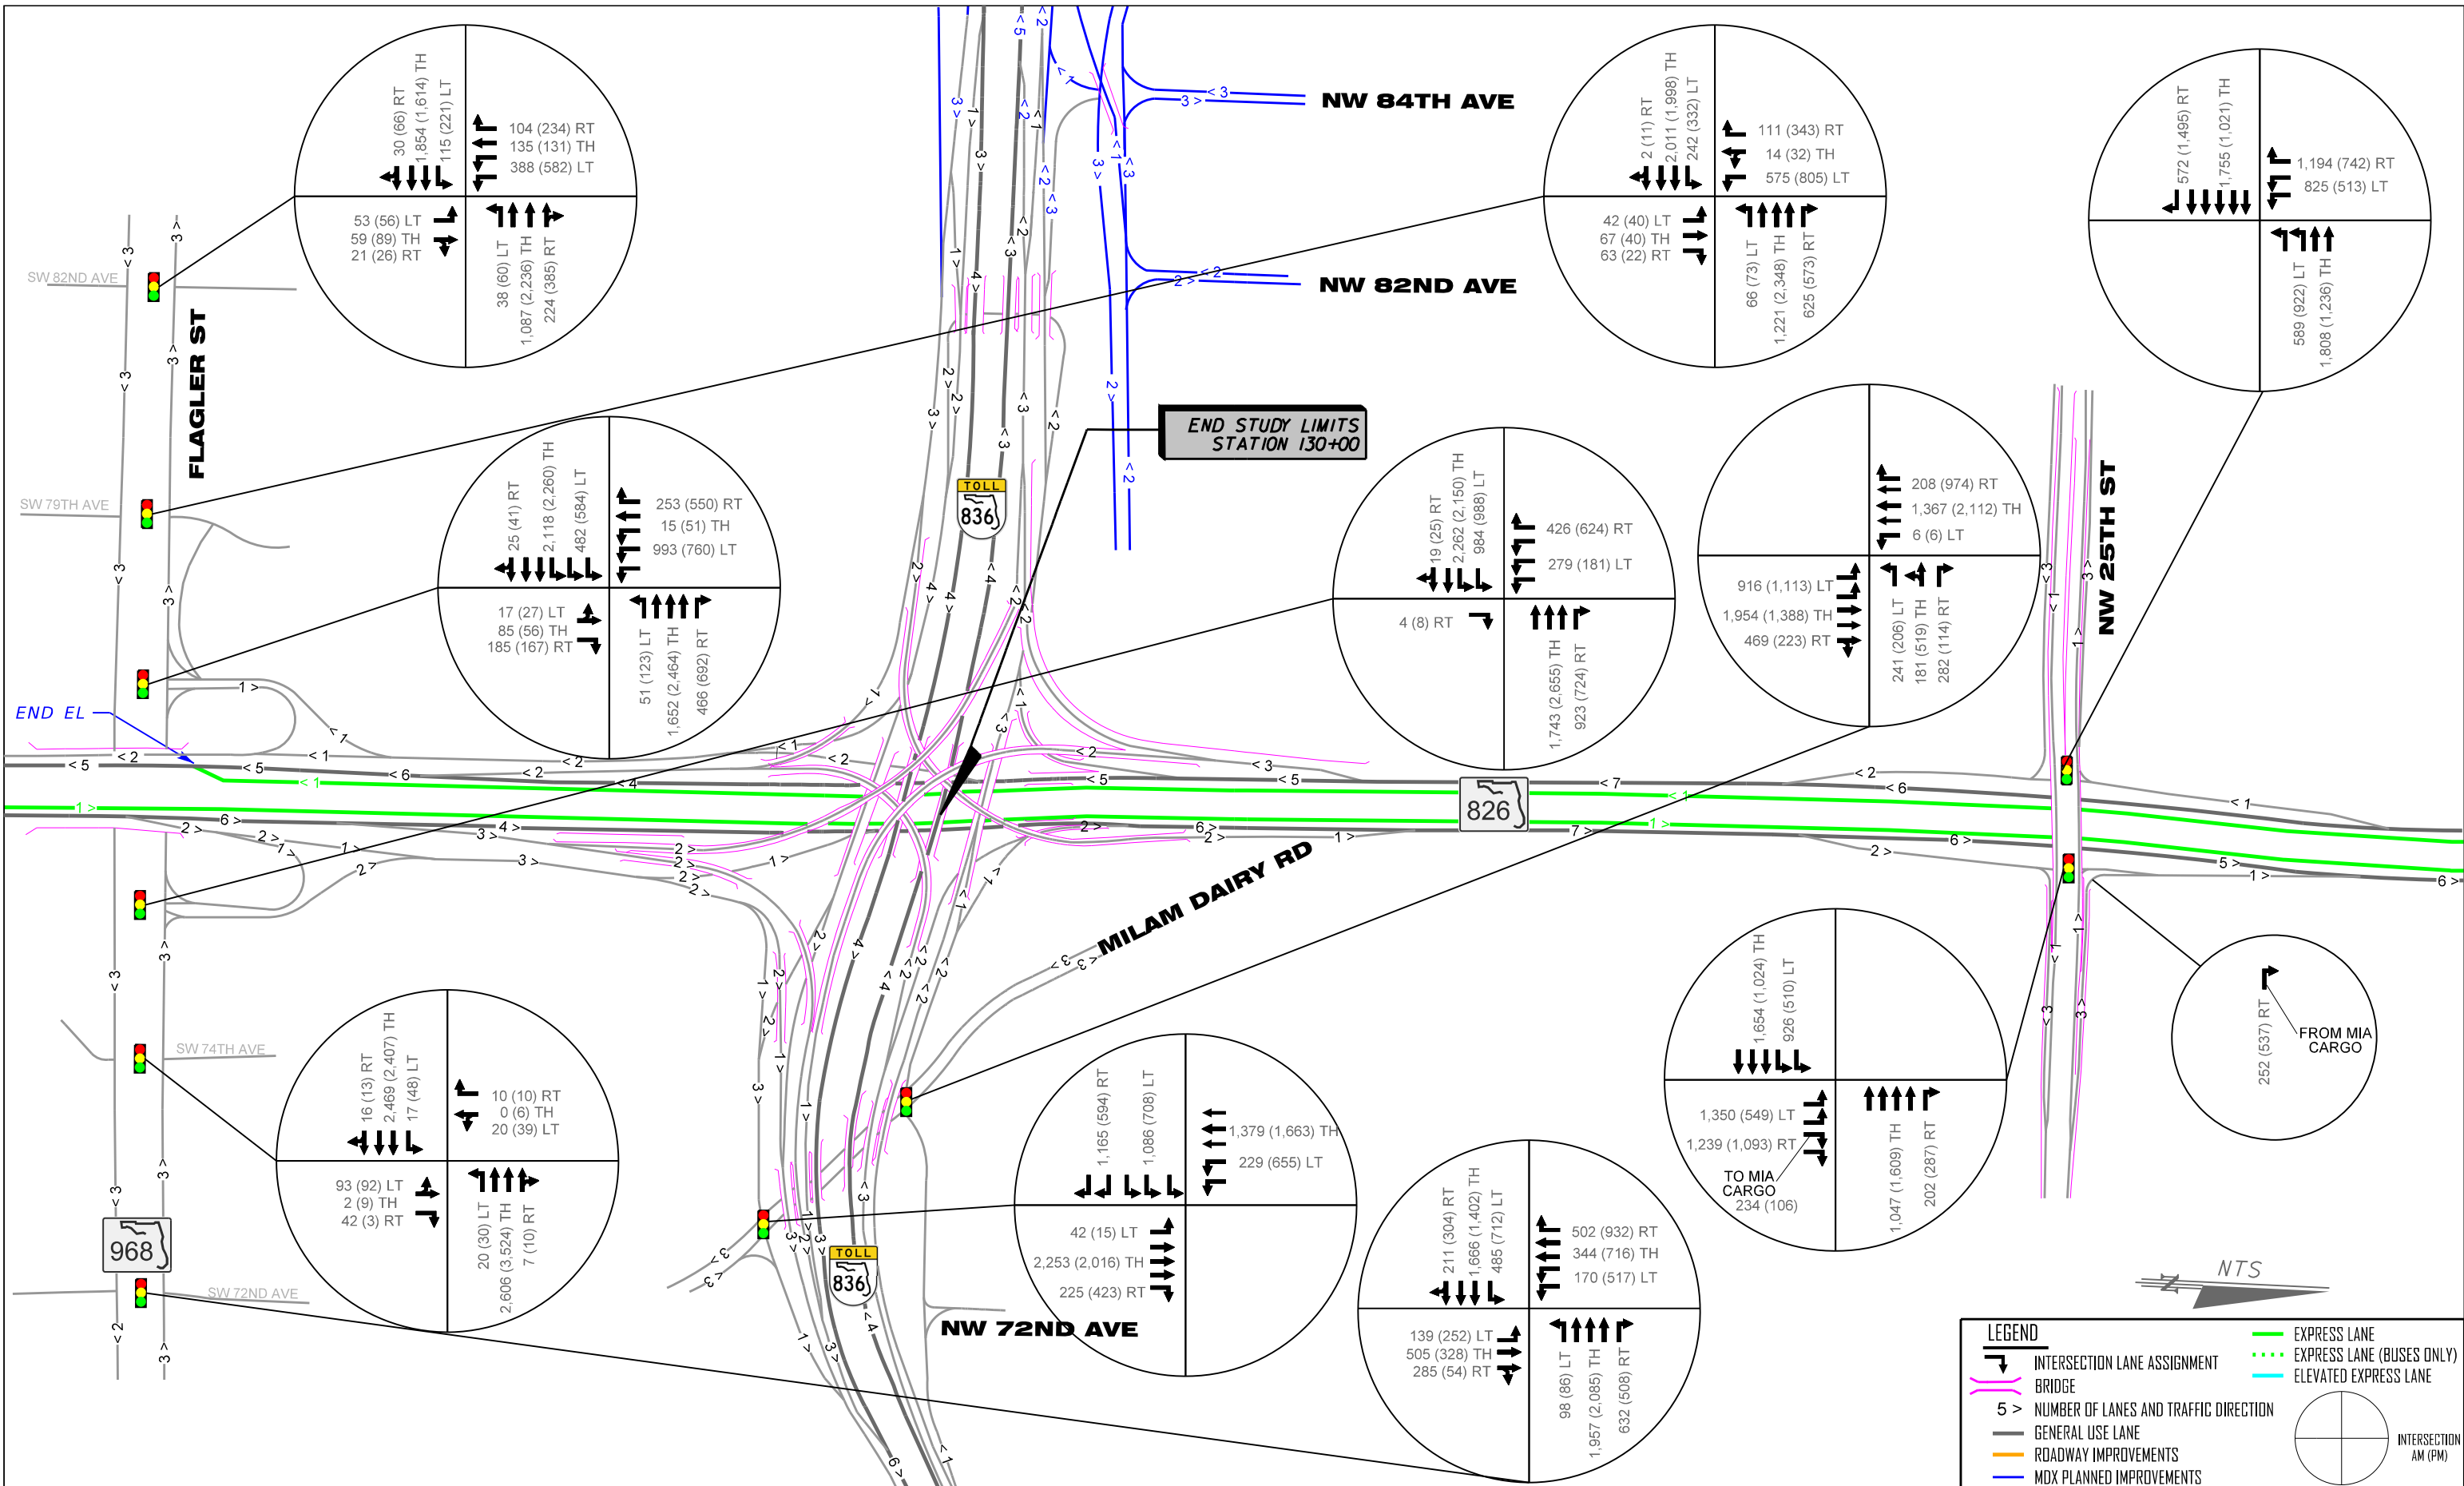 30 (66) RT
1,854 (1,614) TH
115 (221) LT
104 (234) RT
135 (131) TH
388 (582) LT
53 (56) LT
59 (89) TH
21 (26) RT
38 (60) LT
1,087 (2,236) TH
224 (385) RT
2 (11) RT
2,011 (1,998) TH
242 (332) LT
111 (343) RT
14 (32) TH
575 (805) LT
42 (40) LT
67 (40) TH
63 (22) RT
66 (73) LT
1,221 (2,348) TH
625 (573) RT
572 (1,495) RT
1,755 (1,021) TH
1,194 (742) RT
825 (513) LT
589 (922) LT
1,808 (1,236) TH
NW 84TH AVE
NW 82ND AVE
SW 82ND AVE
FLAGLER ST
SW 79TH AVE
END STUDY LIMITS
STATION 130+00
TOLL
836
25 (41) RT
2,118 (2,260) TH
482 (584) LT
253 (550) RT
15 (51) TH
993 (760) LT
17 (27) LT
85 (56) TH
185 (167) RT
51 (123) LT
1,652 (2,464) TH
466 (692) RT
119 (25) RT
2,262 (2,150) TH
984 (988) LT
426 (624) RT
279 (181) LT
4 (8) RT
1,743 (2,655) TH
923 (724) RT
208 (974) RT
1,367 (2,112) TH
6 (6) LT
916 (1,113) LT
1,954 (1,388) TH
469 (223) RT
241 (206) LT
181 (519) TH
282 (114) RT
NW 25TH ST
END EL
826
MILAM DAIRY RD
SW 74TH AVE
16 (13) RT
2,469 (2,407) TH
17 (48) LT
10 (10) RT
0 (6) TH
20 (39) LT
93 (92) LT
2 (9) TH
42 (3) RT
20 (30) LT
2,606 (3,524) TH
7 (10) RT
1,165 (594) RT
1,086 (708) LT
1,379 (1,663) TH
229 (655) LT
42 (15) LT
2,253 (2,016) TH
225 (423) RT
1,654 (1,024) TH
926 (510) LT
1,350 (549) LT
1,239 (1,093) RT
TO MIA
CARGO
234 (106)
1,047 (1,609) TH
202 (287) RT
252 (537) RT
FROM MIA
CARGO
211 (304) RT
1,666 (1,402) TH
485 (712) LT
502 (932) RT
344 (716) TH
170 (517) LT
139 (252) LT
505 (328) TH
285 (54) RT
98 (86) LT
1,957 (2,085) TH
632 (508) RT
968
SW 72ND AVE
TOLL
836
NW 72ND AVE
N
NTS
LEGEND
INTERSECTION LANE ASSIGNMENT
BRIDGE
5 > NUMBER OF LANES AND TRAFFIC DIRECTION
GENERAL USE LANE
ROADWAY IMPROVEMENTS
MDX PLANNED IMPROVEMENTS
EXPRESS LANE
EXPRESS LANE (BUSES ONLY)
ELEVATED EXPRESS LANE
INTERSECTION
AM (PM)